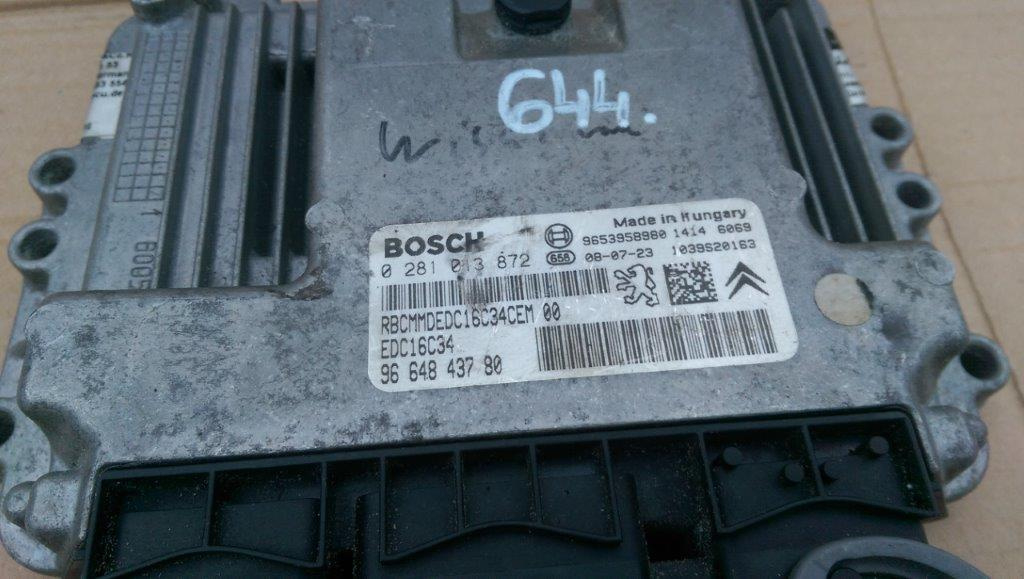 644.
BOSCH
0 281 013 872
656
Made in Hungary
9653958980 1414 6069
08-07-23 1039S20163
RBCMMDEDC16C34CEM 00
EDC16C34
96 648 437 80